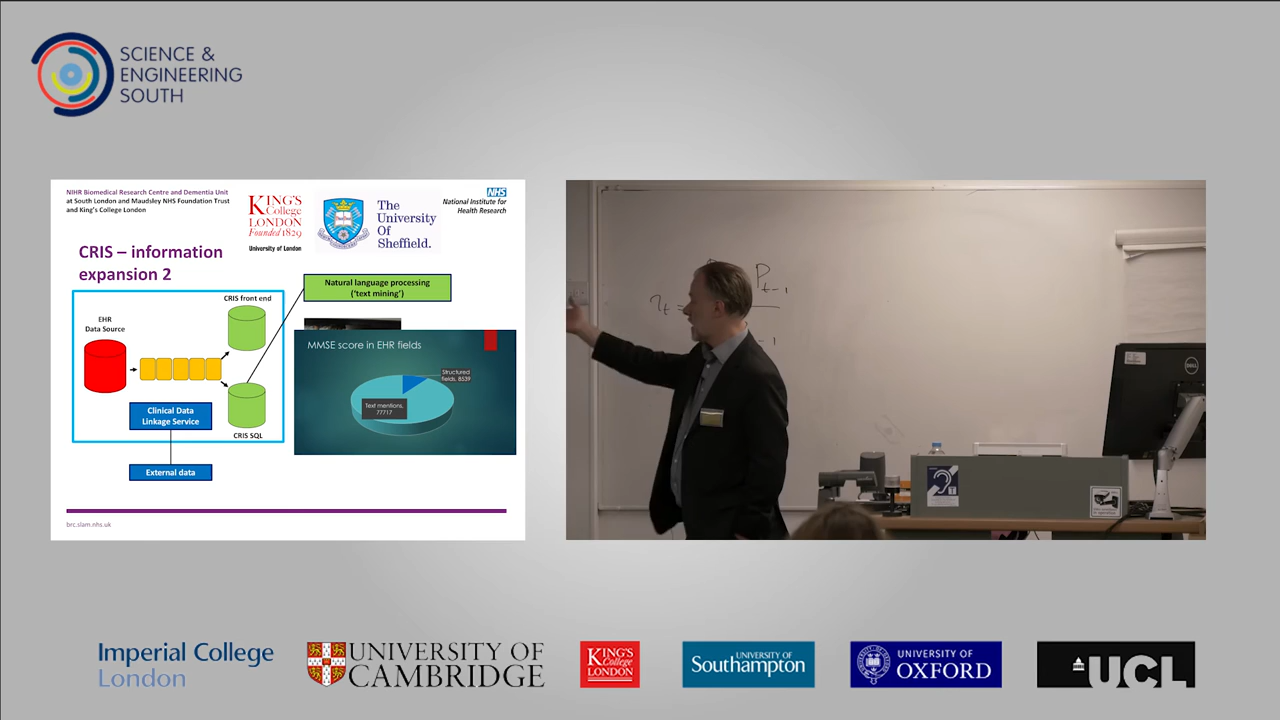 SCIENCE &
ENGINEERING
SOUTH
NIHR Biomedical Research Centre and Dementia Unit
at South London and Maudsley NHS Foundation Trust
and King's College London
KING'S
College
LONDON
Founded 1829
University of London
The
University
Of
Sheffield.
NHS
National Institute for
Health Research
CRIS – information
expansion 2
Natural language processing
('text mining')
CRIS front end
EHR
Data Source
MMSE score in EHR fields
Structured
fields, 8539
Text mentions,
77717
Clinical Data
Linkage Service
CRIS SQL
External data
brc.slam.nhs.uk
P
t-1
η t =
-1
DELL
T
Imperial College
London
UNIVERSITY OF
CAMBRIDGE
KING'S
College
LONDON
UNIVERSITY OF
Southampton
UNIVERSITY OF
OXFORD
UCL